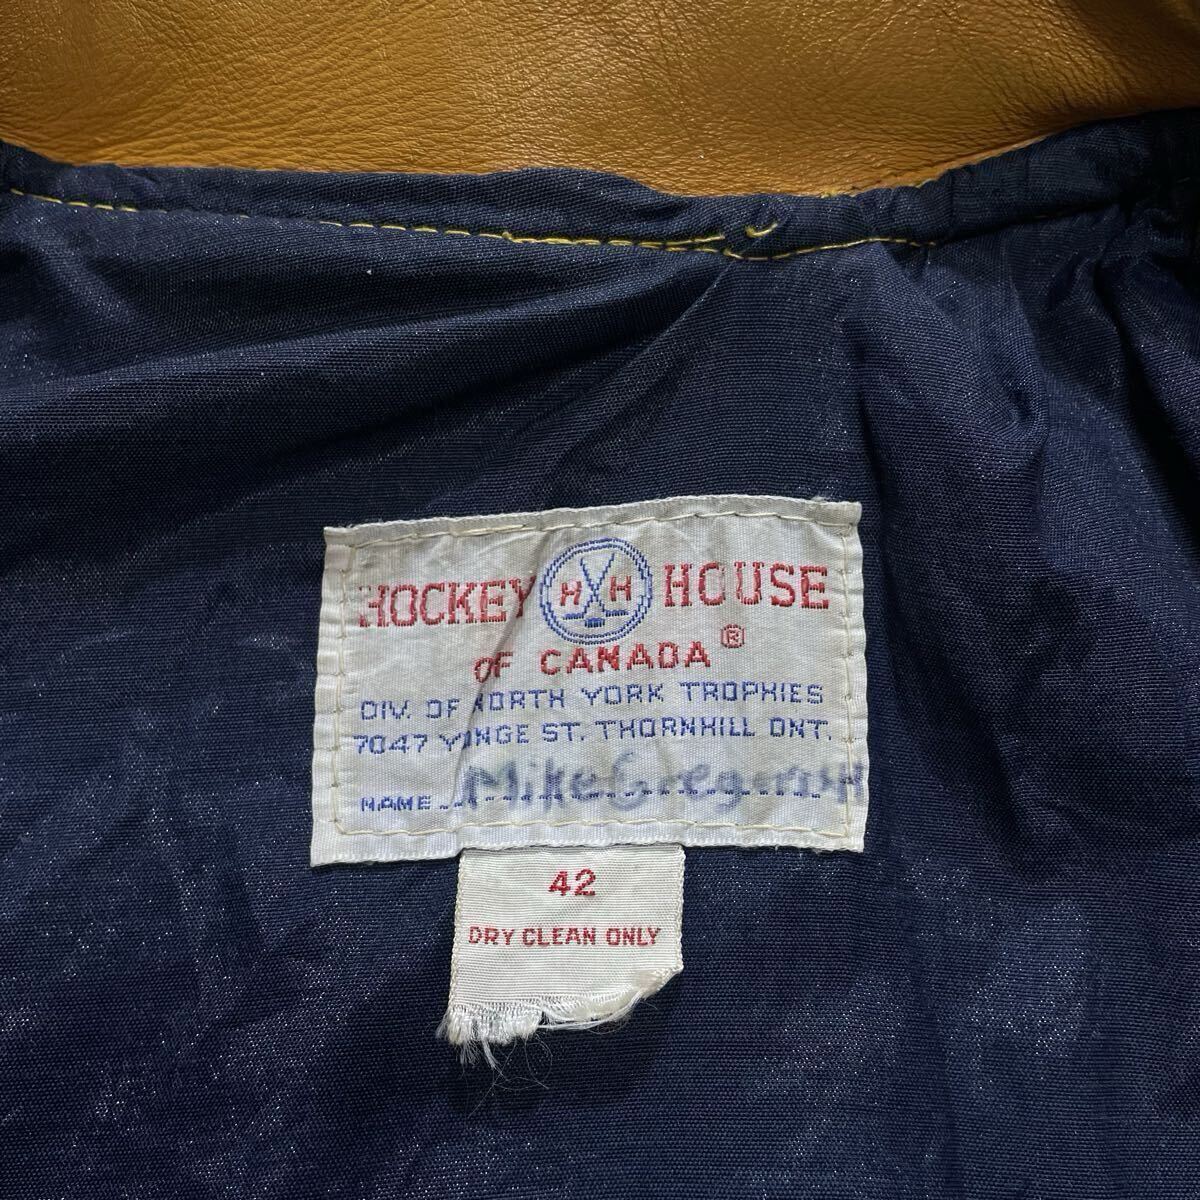 HOCKEY HH HOUSE
OF CANADA ®
DIV. OF NORTH YORK TROPHIES
7047 YONGE ST. THORNHILL ONT.
NAME Mike
42
DRY CLEAN ONLY